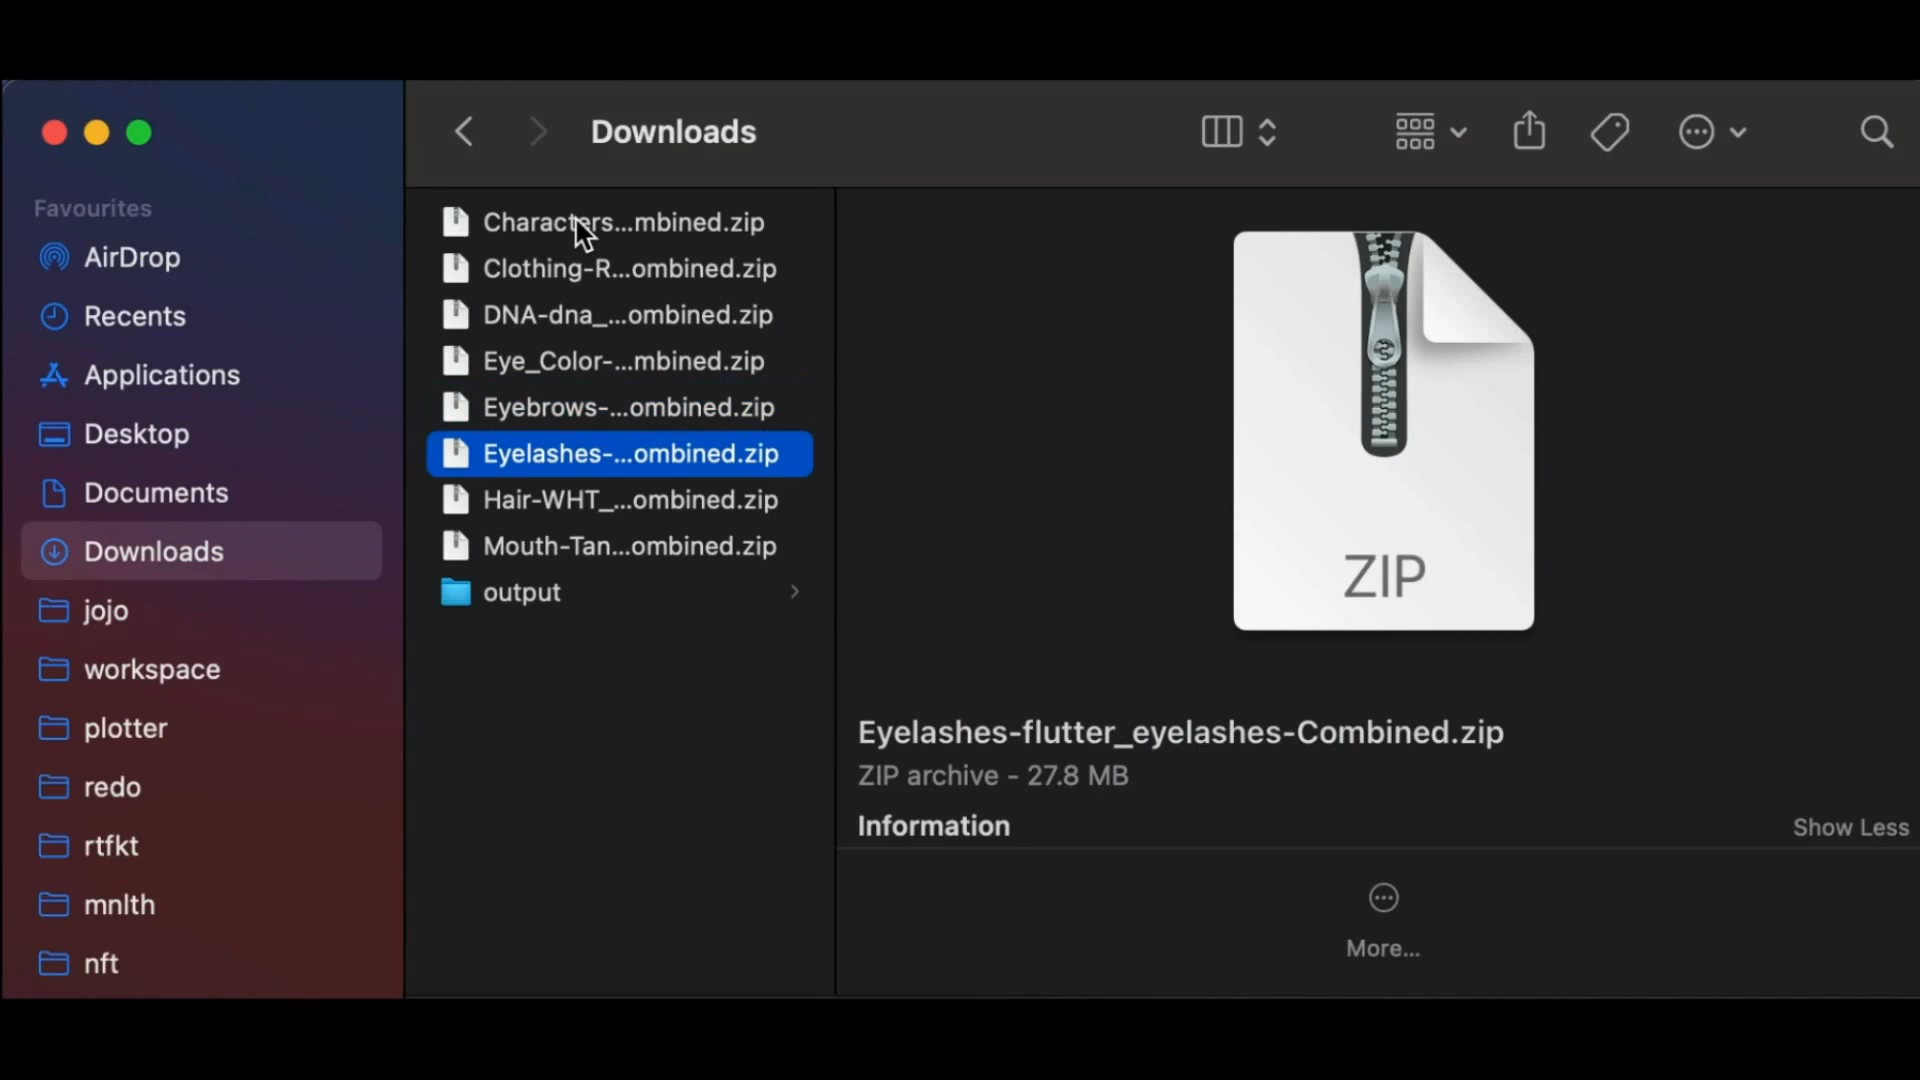 Downloads
Favourites
AirDrop
Recents
Applications
Desktop
Documents
Downloads
jojo
workspace
plotter
redo
rtfkt
mnlth
nft
Characters...mbined.zip
Clothing-R...ombined.zip
DNA-dna_...ombined.zip
Eye_Color-...mbined.zip
Eyebrows-...ombined.zip
Eyelashes-...ombined.zip
Hair-WHT_...ombined.zip
Mouth-Tan...ombined.zip
output
ZIP
Eyelashes-flutter_eyelashes-Combined.zip
ZIP archive - 27.8 MB
Information
Show Less
More...